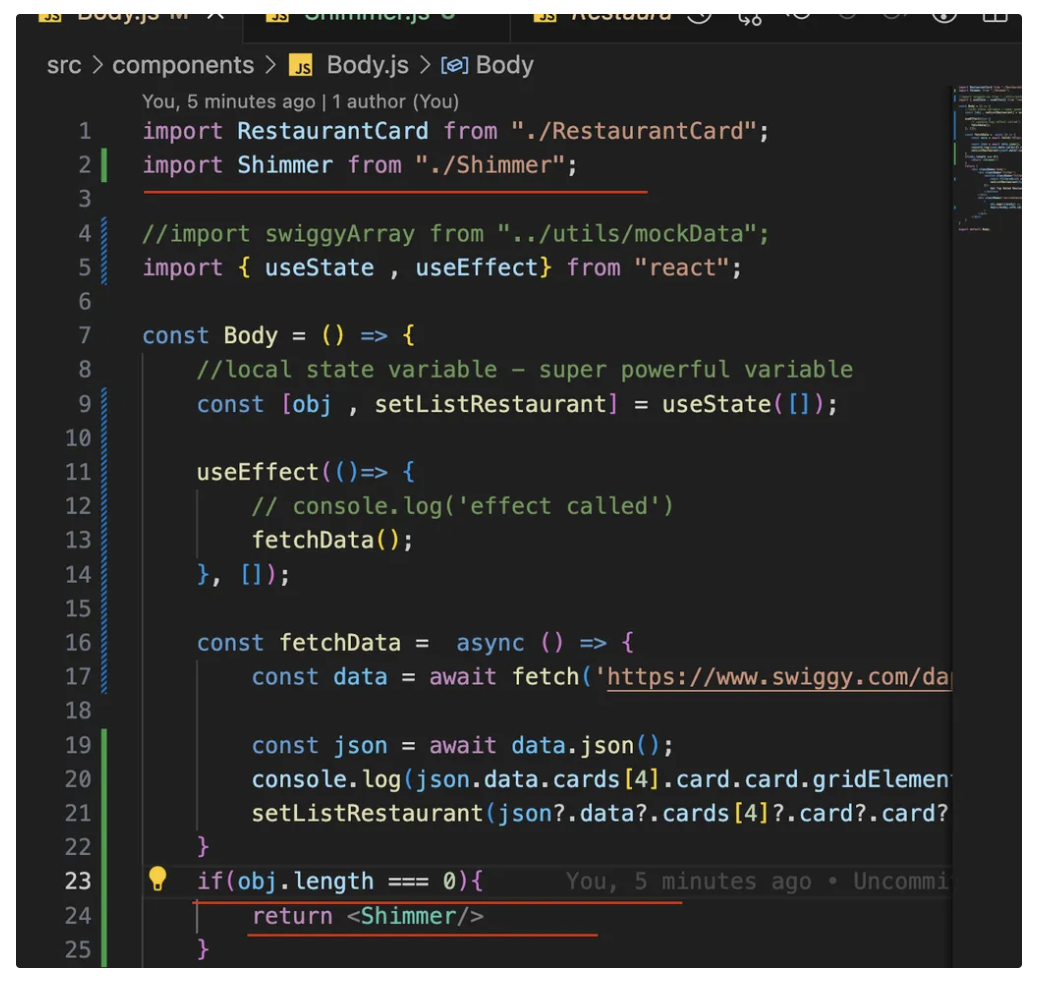 JS Body.js M × JS Shimmer.js U JS Restaura
src > components > JS Body.js > Body
You, 5 minutes ago | 1 author (You)
1 import RestaurantCard from "./RestaurantCard";
2 import Shimmer from "./Shimmer";
3
4 //import swiggyArray from "../utils/mockData";
5 import { useState , useEffect} from "react";
6
7 const Body = () => {
8 //local state variable - super powerful variable
9 const [obj , setListRestaurant] = useState([]);
10
11 useEffect(()=> {
12 // console.log('effect called')
13 fetchData();
14 }, []);
15
16 const fetchData =  async () => {
17 const data = await fetch('https://www.swiggy.com/da
18
19 const json = await data.json();
20 console.log(json.data.cards[4].card.card.gridElemen
21 setListRestaurant(json?.data?.cards[4]?.card?.card?
22 }
23 if(obj.length === 0){ You, 5 minutes ago • Uncommi
24 return <Shimmer/>
25 }